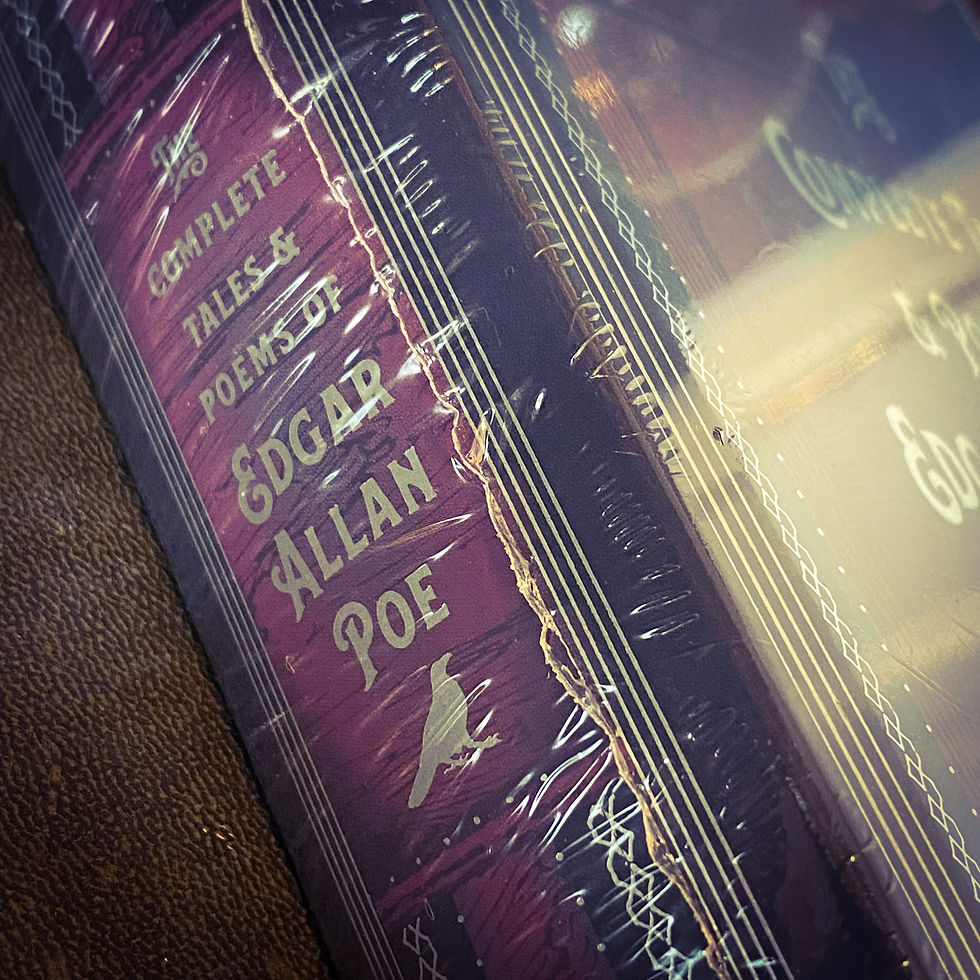 The
COMPLETE
TALES &
POEMS OF
EDGAR
ALLAN
POE